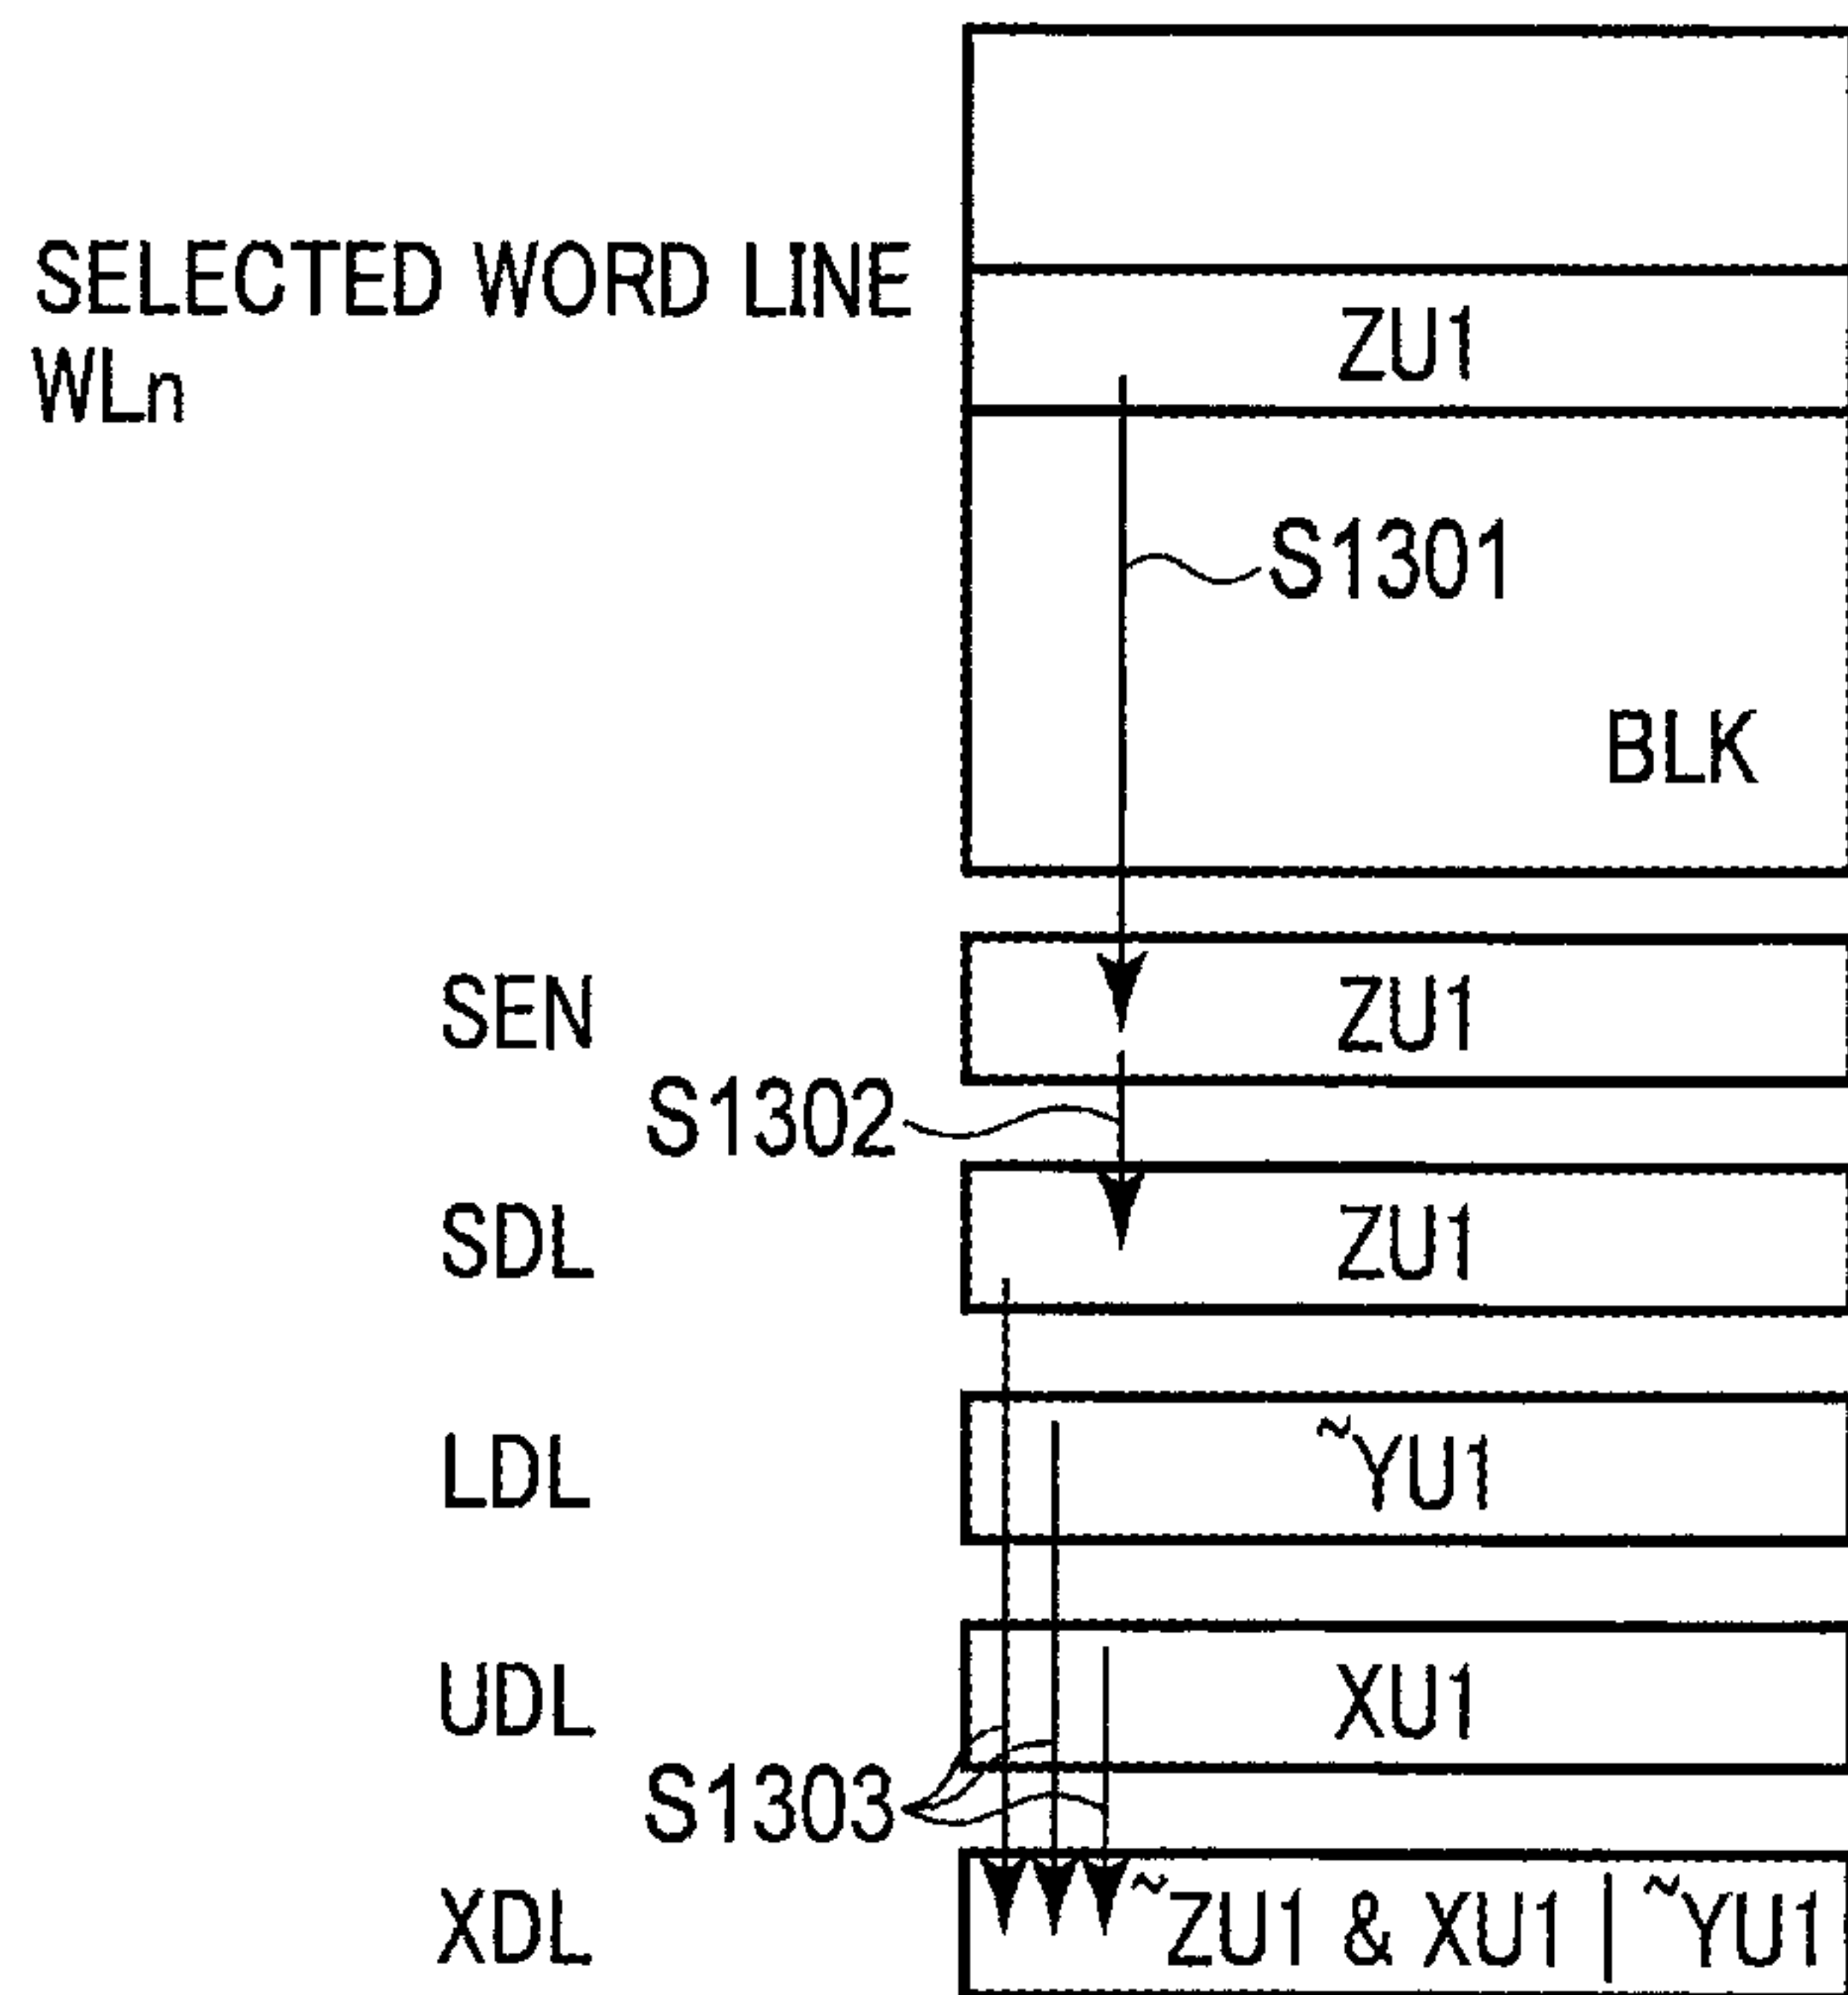 SELECTED WORD LINE
WLn
ZU1
S1301
BLK
SEN
ZU1
S1302
SDL
ZU1
LDL
~YU1
UDL
XU1
S1303
XDL
~ZU1 & XU1 | ~YU1